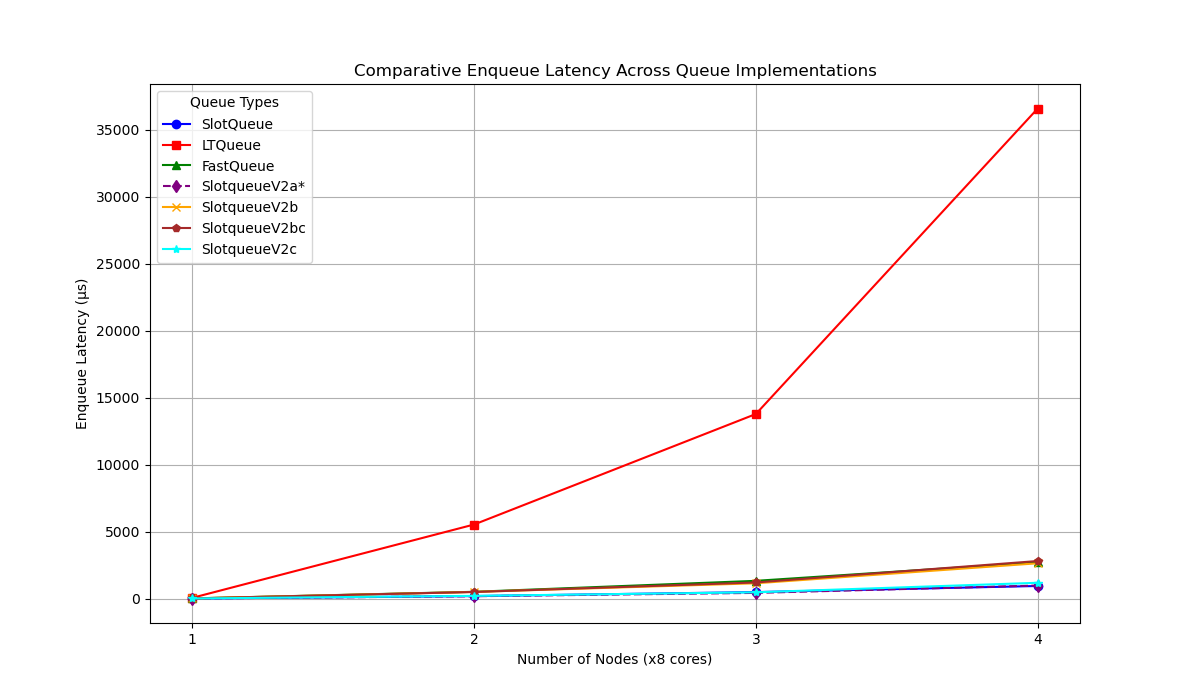 Comparative Enqueue Latency Across Queue Implementations
Queue Types
SlotQueue
LTQueue
FastQueue
SlotqueueV2a*
SlotqueueV2b
SlotqueueV2bc
SlotqueueV2c
Enqueue Latency (μs)
35000
30000
25000
20000
15000
10000
5000
0
1 2 3 4
Number of Nodes (x8 cores)